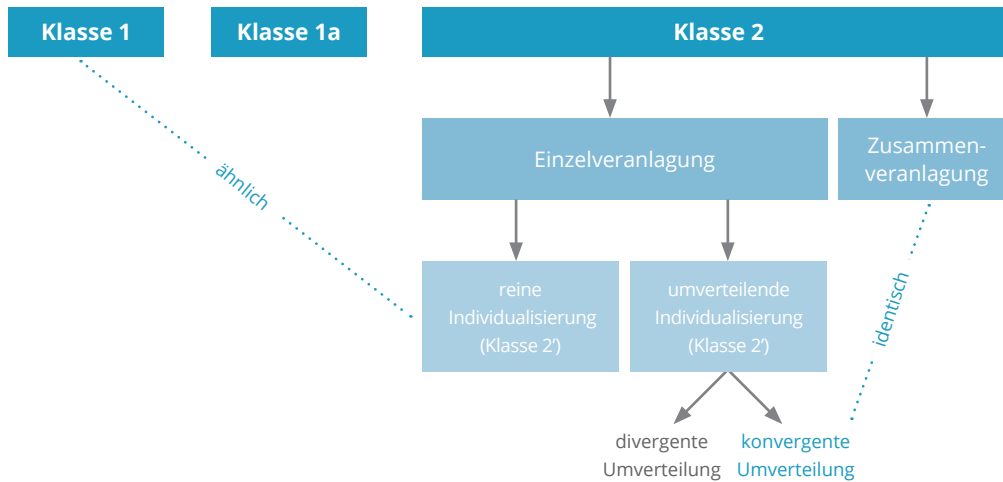 Klasse 1
Klasse 1a
Klasse 2
Einzelveranlagung
Zusammen-
veranlagung
ähnlich
reine
Individualisierung
(Klasse 2')
umverteilende
Individualisierung
(Klasse 2')
identisch
divergente
Umverteilung
konvergente
Umverteilung